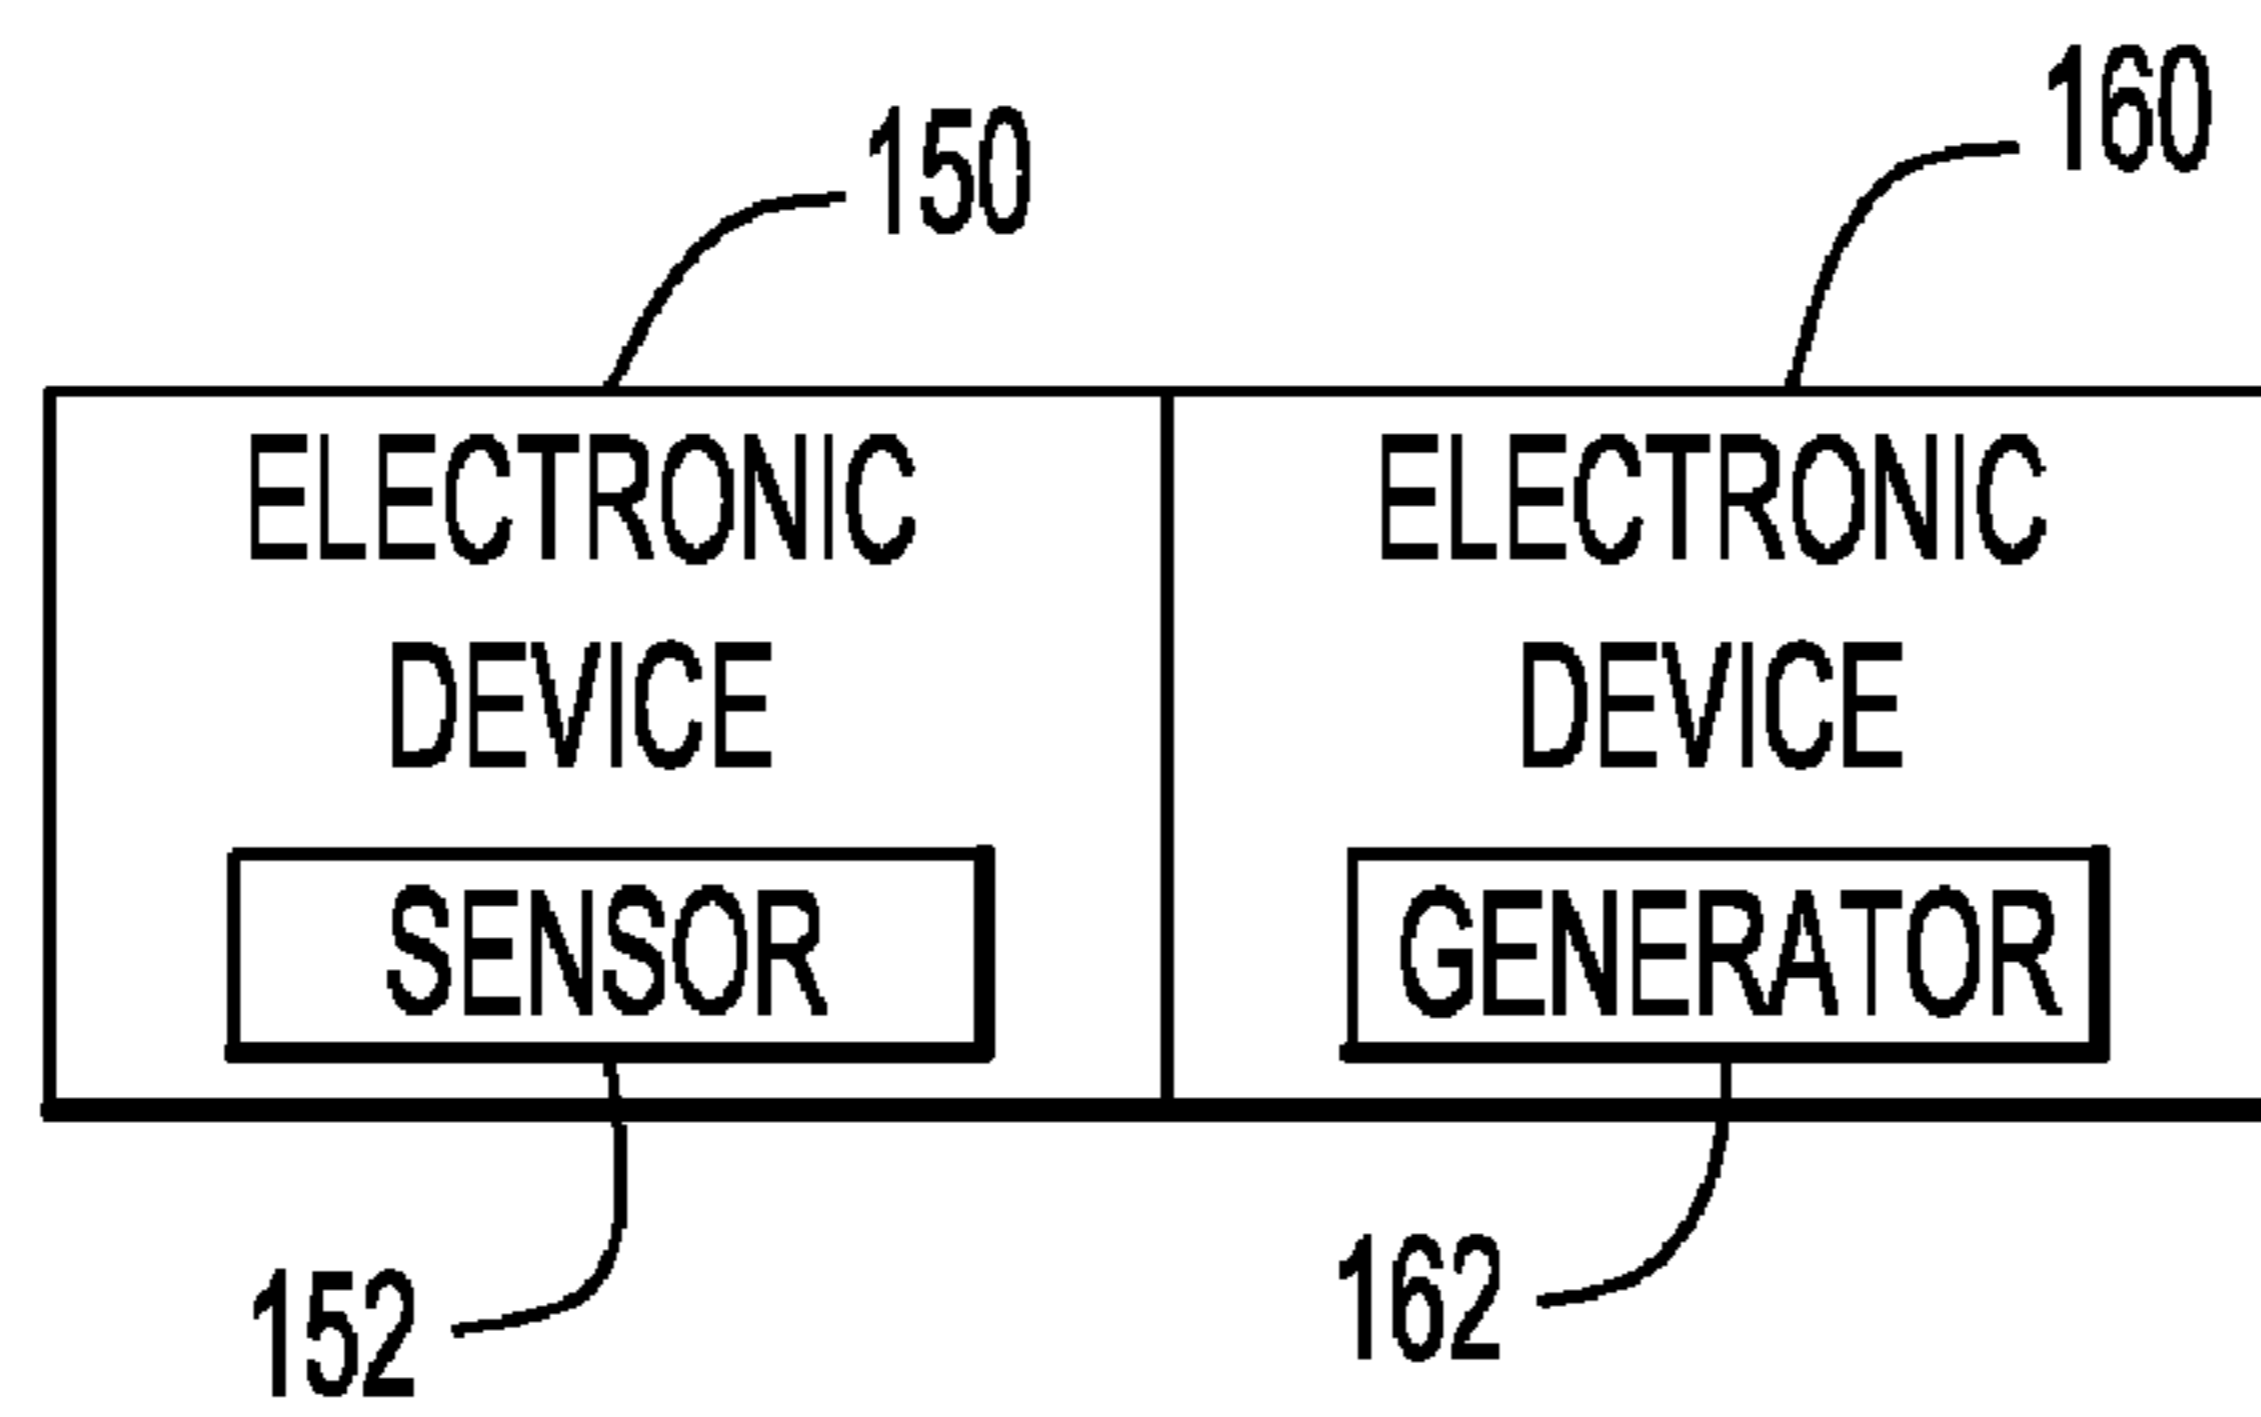 150
160
ELECTRONIC
DEVICE
SENSOR
ELECTRONIC
DEVICE
GENERATOR
152
162